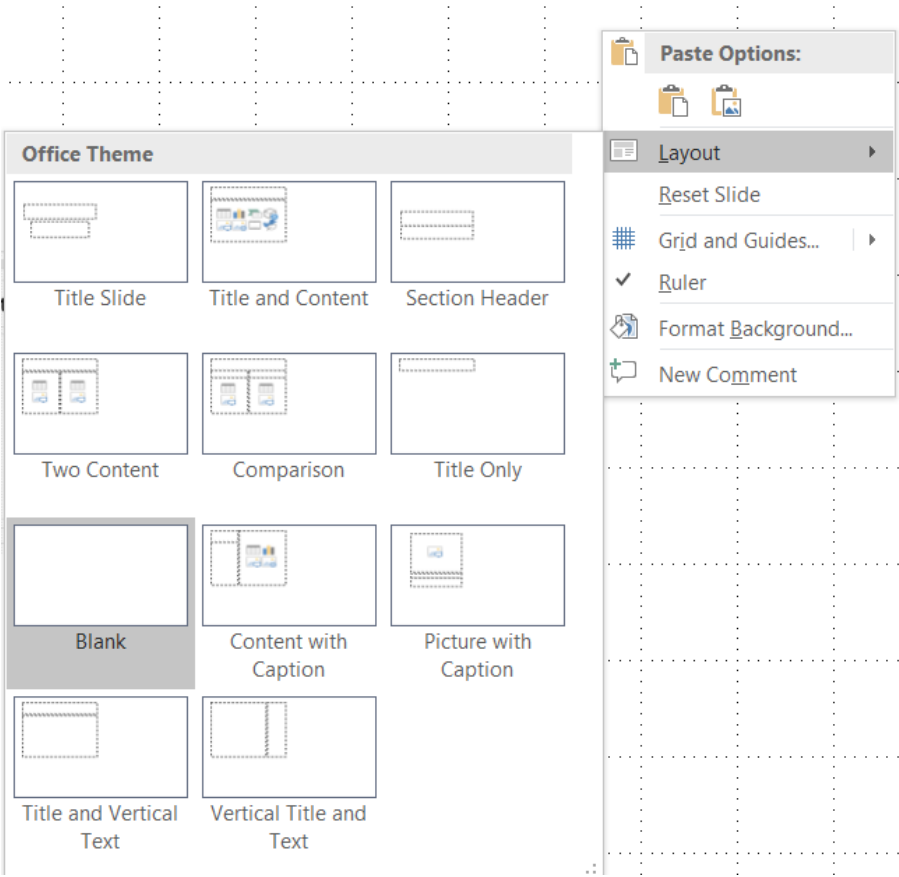 Paste Options:
Layout
Reset Slide
Grid and Guides...
Ruler
Format Background...
New Comment
Office Theme
Title Slide
Title and Content
Section Header
Two Content
Comparison
Title Only
Blank
Content with
Caption
Picture with
Caption
Title and Vertical
Text
Vertical Title and
Text